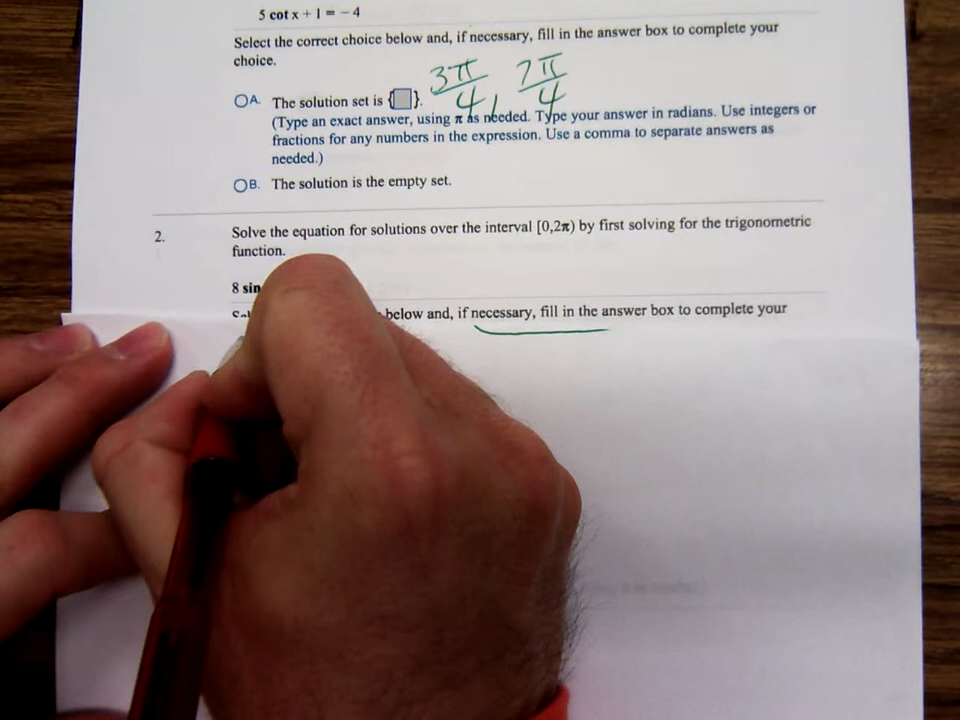 5 cot x + 1 = − 4
Select the correct choice below and, if necessary, fill in the answer box to complete your
choice.
3π/4, 7π/4
A. The solution set is { }.
(Type an exact answer, using π as needed. Type your answer in radians. Use integers or
fractions for any numbers in the expression. Use a comma to separate answers as
needed.)
B. The solution is the empty set.
2. Solve the equation for solutions over the interval [0,2π) by first solving for the trigonometric
function.
8 sin
below and, if necessary, fill in the answer box to complete your